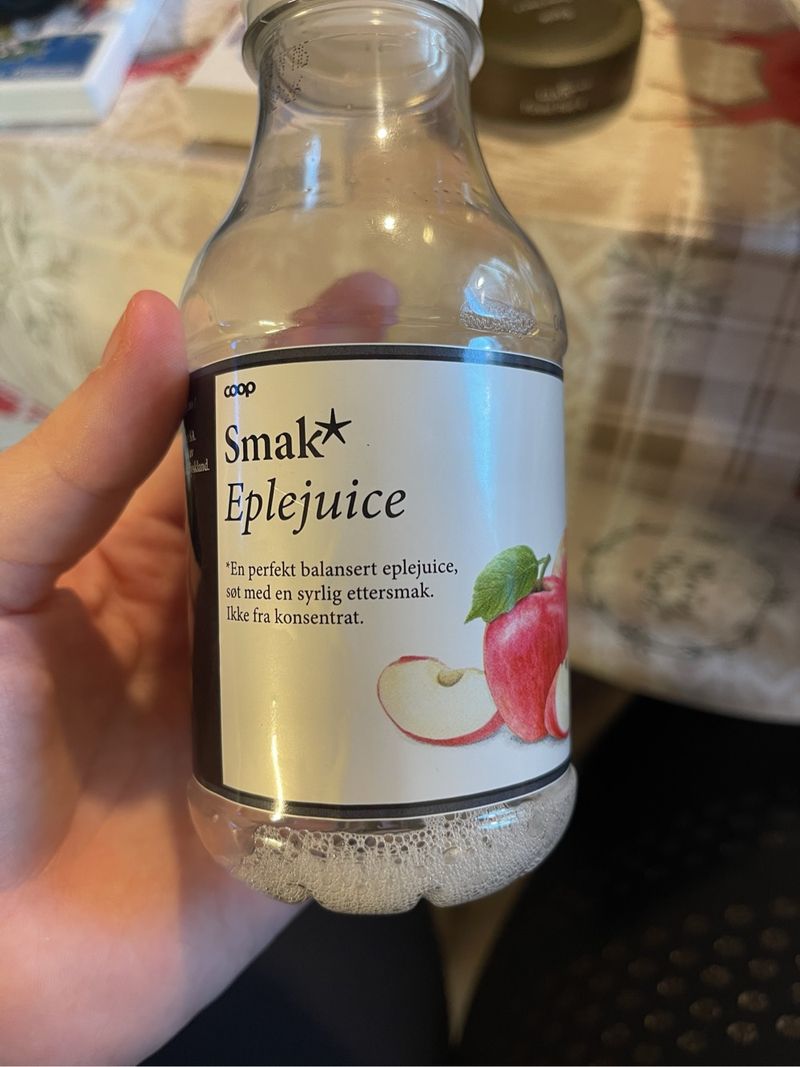 coop
Smak*
Eplejuice
*En perfekt balansert eplejuice,
søt med en syrlig ettersmak.
Ikke fra konsentrat.